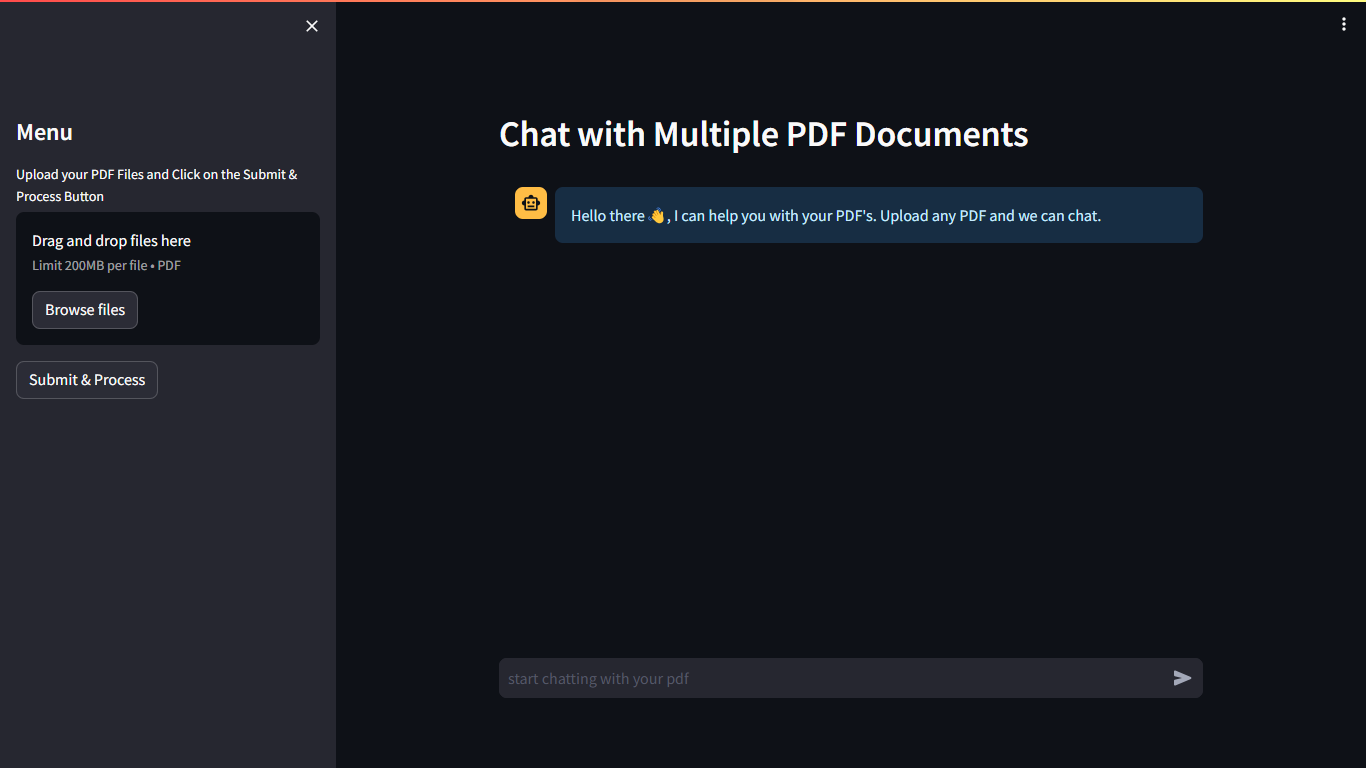 Menu
Upload your PDF Files and Click on the Submit &
Process Button
Drag and drop files here
Limit 200MB per file • PDF
Browse files
Submit & Process
Chat with Multiple PDF Documents
Hello there 👋, I can help you with your PDF's. Upload any PDF and we can chat.
start chatting with your pdf